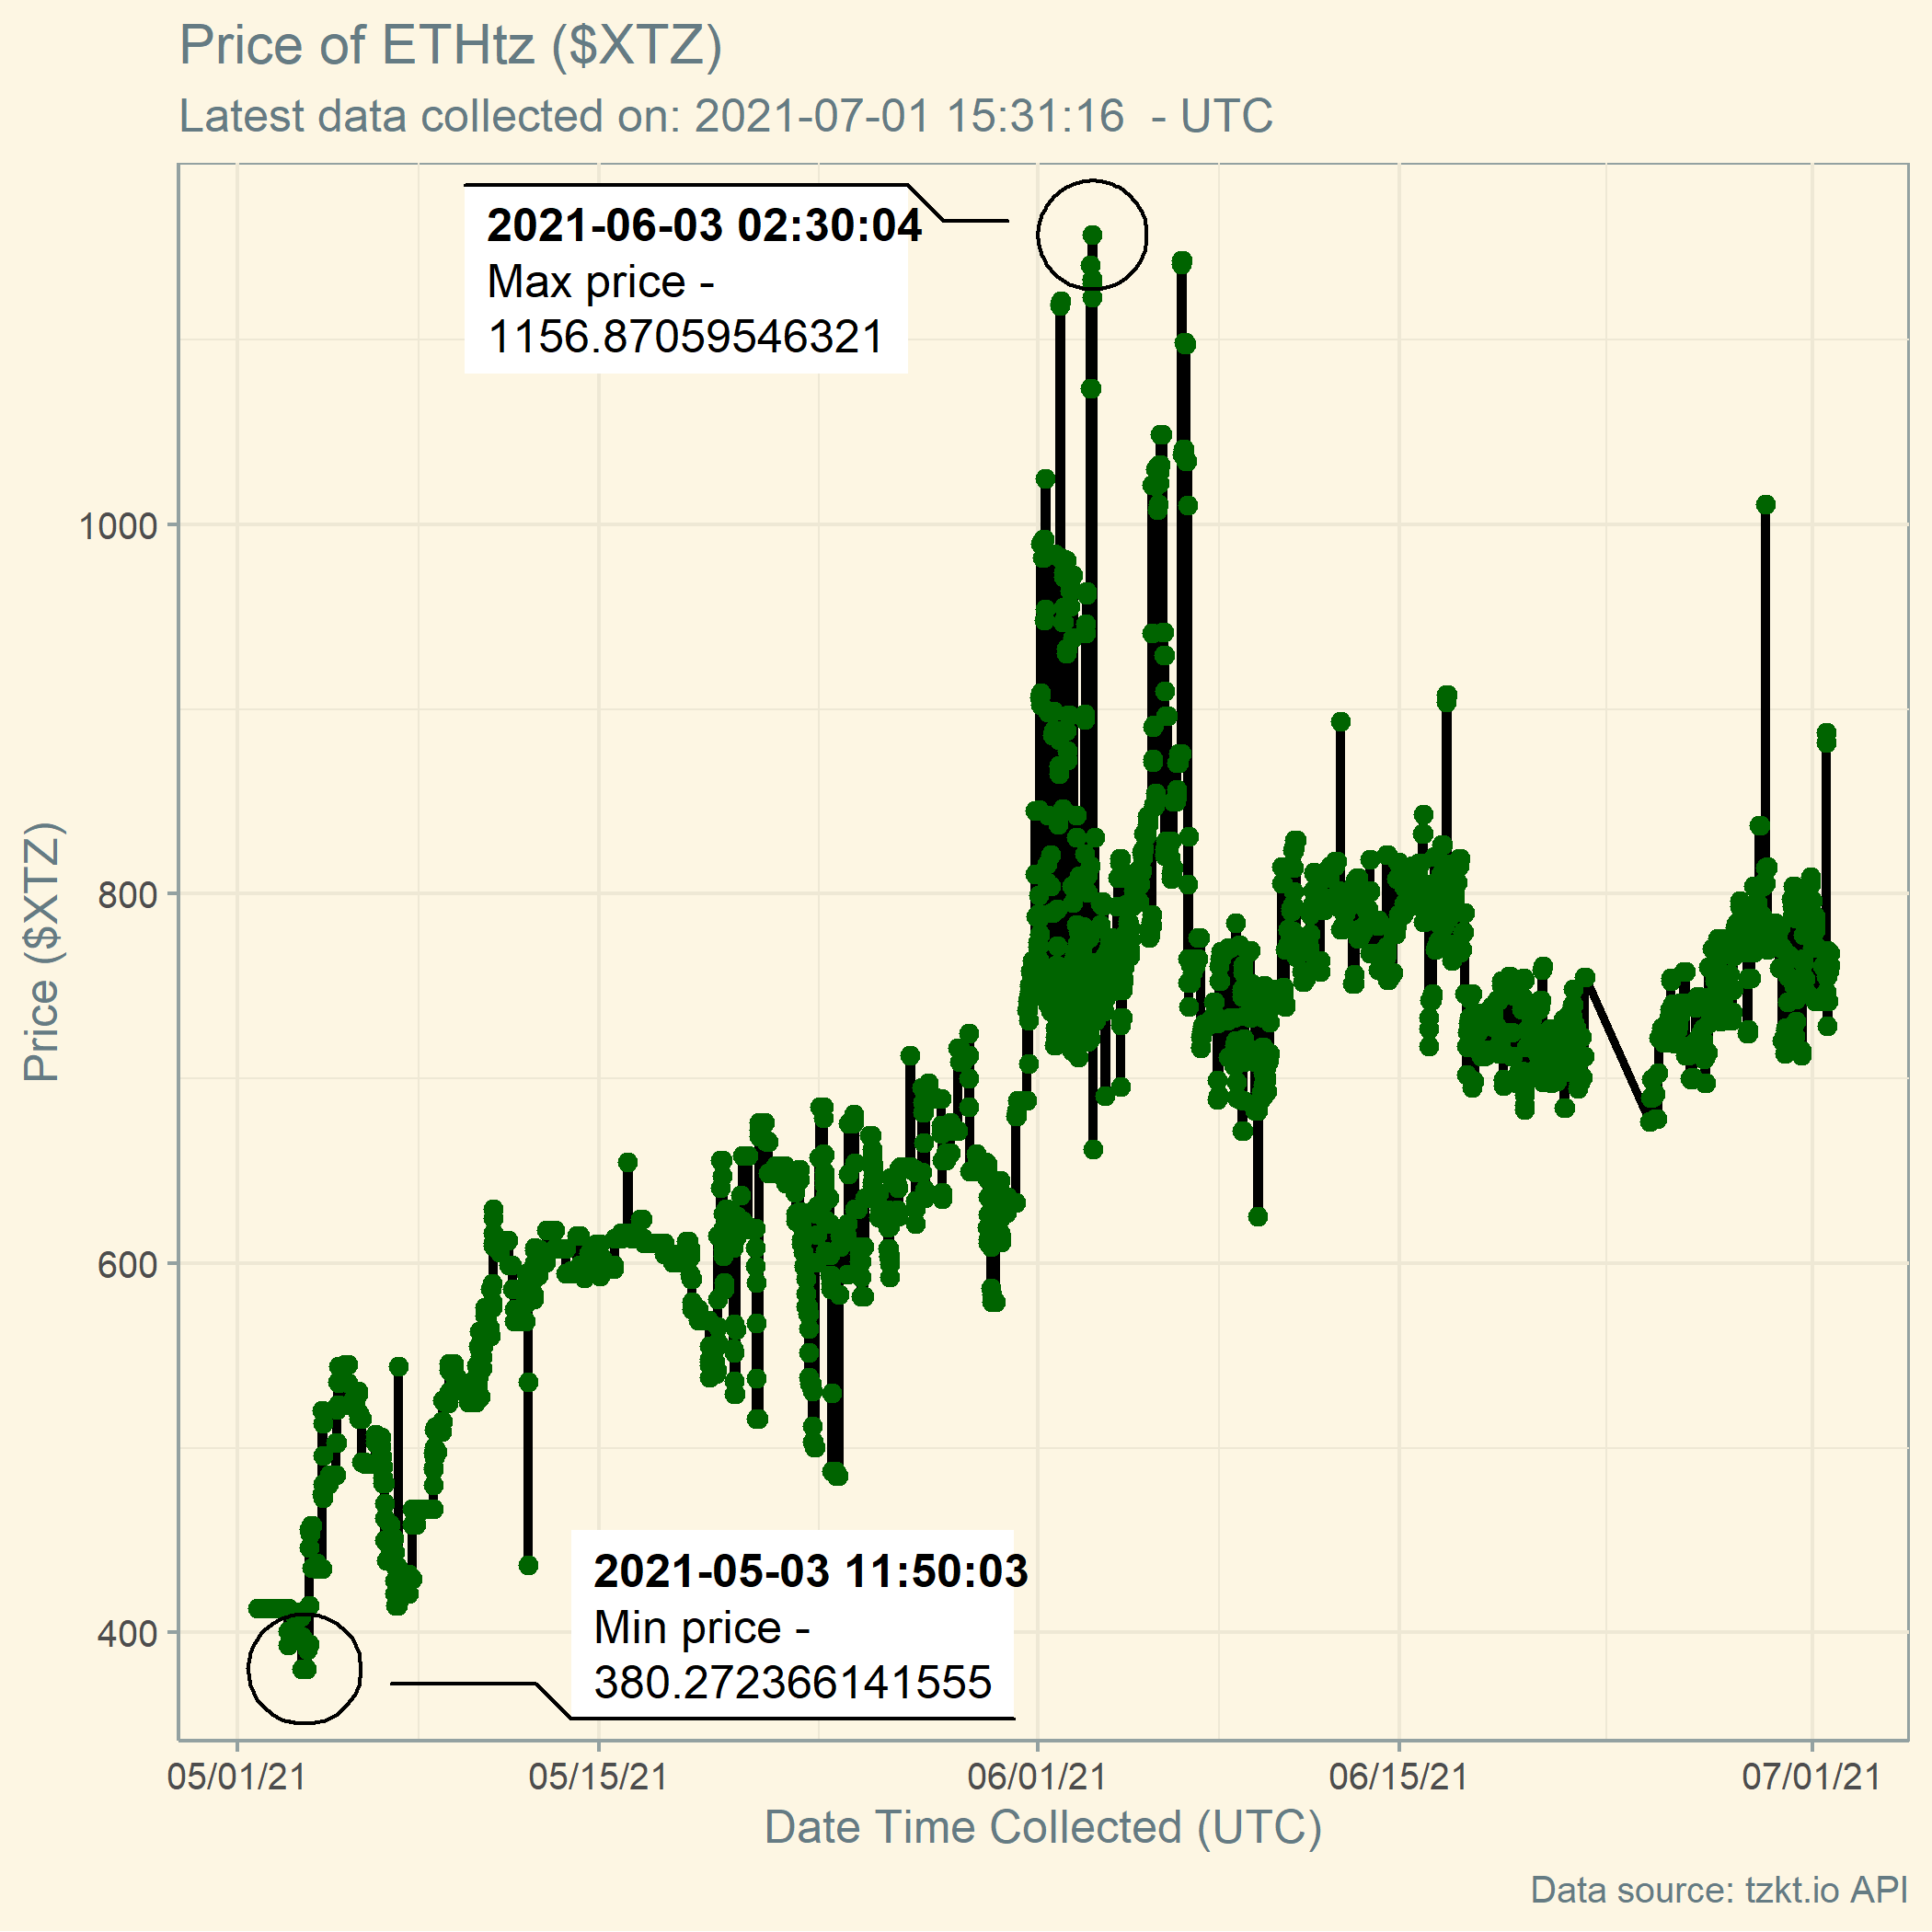 Price of ETHtz ($XTZ)
Latest data collected on: 2021-07-01 15:31:16  - UTC
2021-06-03 02:30:04
Max price -
1156.87059546321
1000
800
600
400
Price ($XTZ)
2021-05-03 11:50:03
Min price -
380.272366141555
05/01/21
05/15/21
06/01/21
06/15/21
07/01/21
Date Time Collected (UTC)
Data source: tzkt.io API